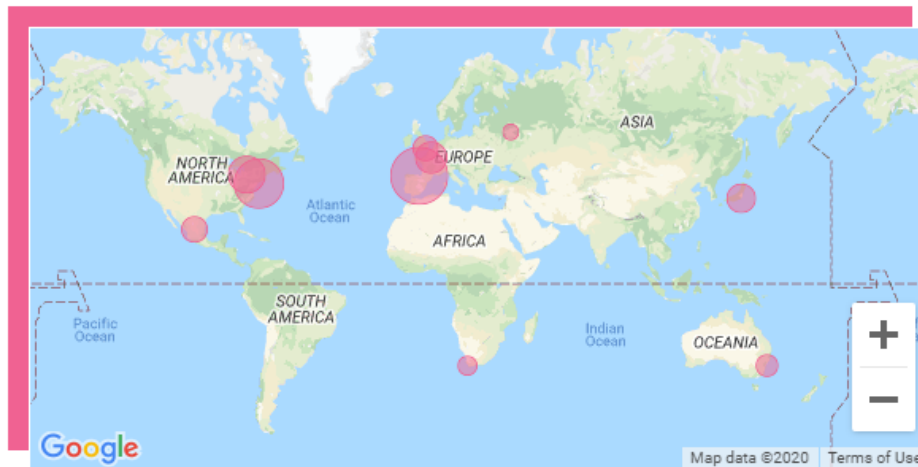 ASIA
NORTH
AMERICA
EUROPE
Atlantic
Ocean
AFRICA
SOUTH
AMERICA
Pacific
Ocean
Indian
Ocean
OCEANIA
+
−
Google
Map data ©2020
Terms of Use